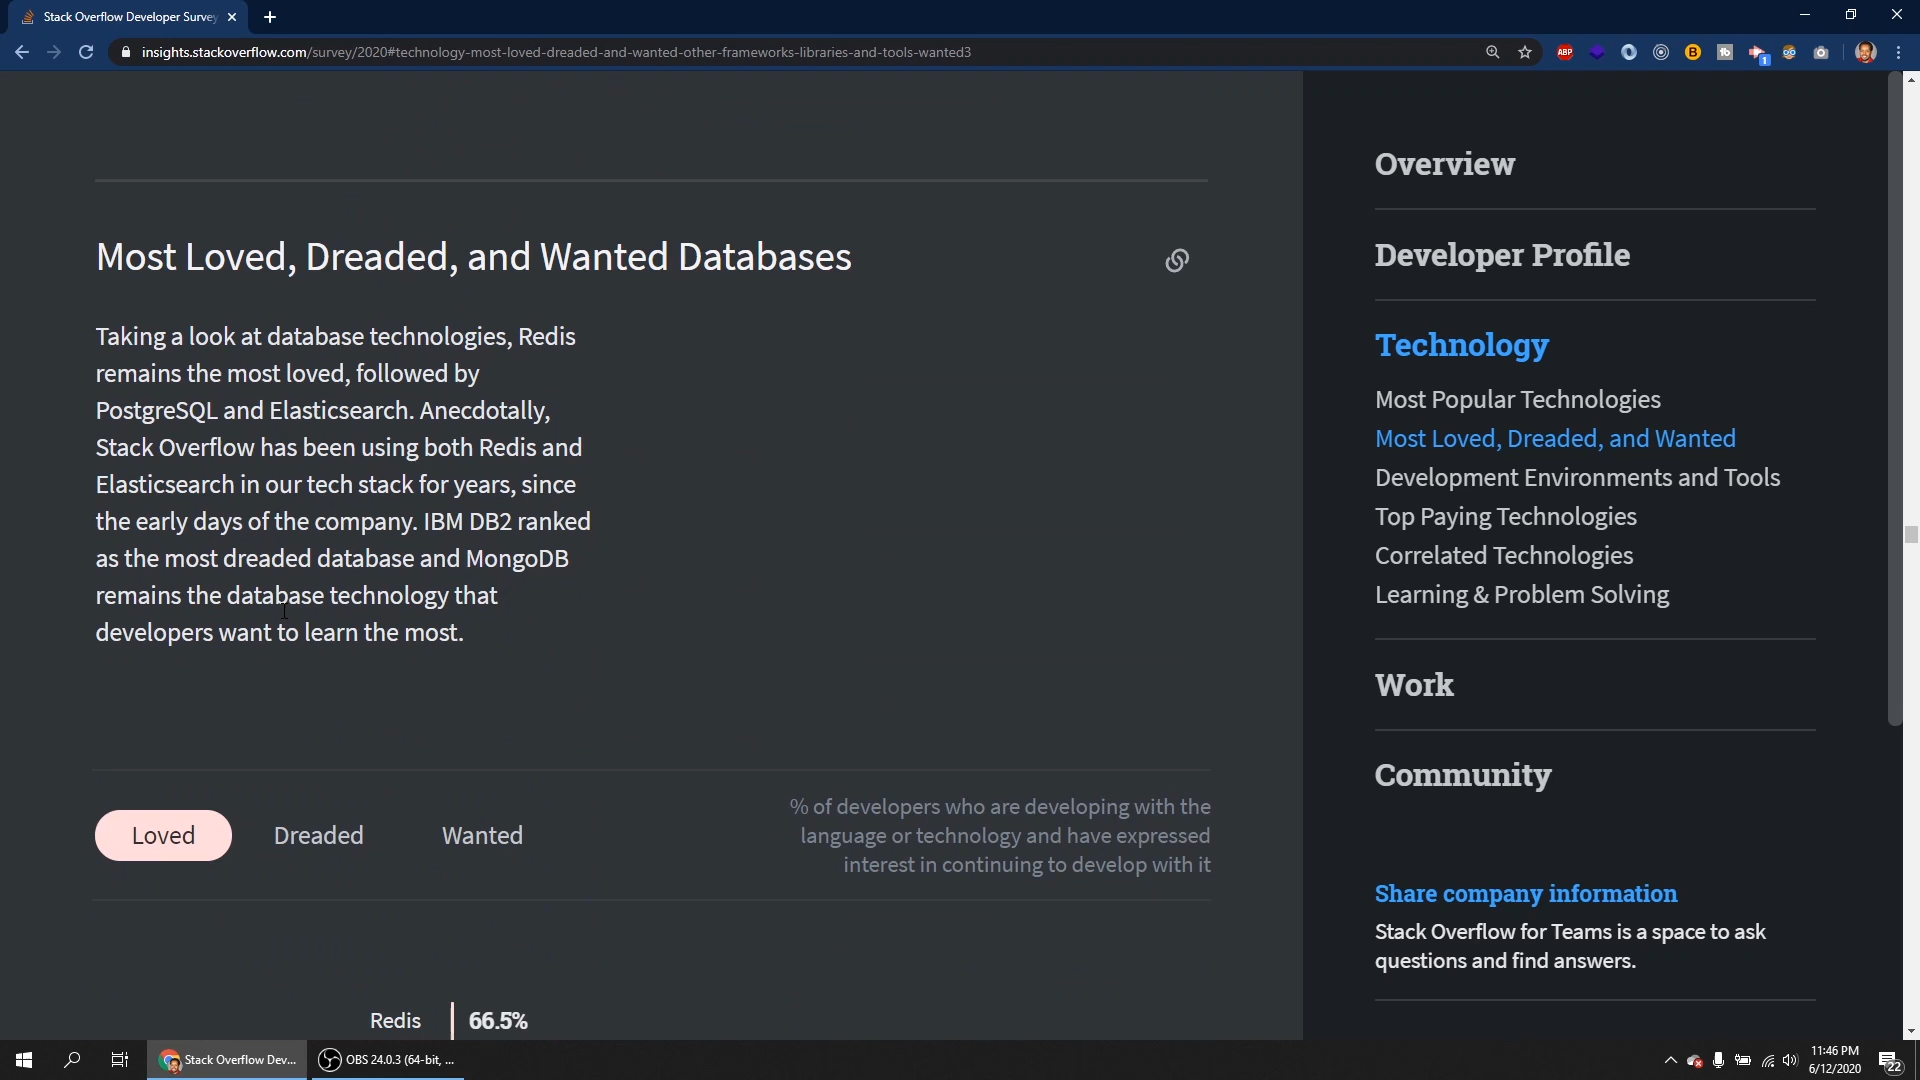 Stack Overflow Developer Survey
insights.stackoverflow.com/survey/2020#technology-most-loved-dreaded-and-wanted-other-frameworks-libraries-and-tools-wanted3
ABP
B
tb
1
Most Loved, Dreaded, and Wanted Databases
Taking a look at database technologies, Redis
remains the most loved, followed by
PostgreSQL and Elasticsearch. Anecdotally,
Stack Overflow has been using both Redis and
Elasticsearch in our tech stack for years, since
the early days of the company. IBM DB2 ranked
as the most dreaded database and MongoDB
remains the database technology that
developers want to learn the most.
Loved
Dreaded
Wanted
% of developers who are developing with the
language or technology and have expressed
interest in continuing to develop with it
Redis
66.5%
Overview
Developer Profile
Technology
Most Popular Technologies
Most Loved, Dreaded, and Wanted
Development Environments and Tools
Top Paying Technologies
Correlated Technologies
Learning & Problem Solving
Work
Community
Share company information
Stack Overflow for Teams is a space to ask
questions and find answers.
Stack Overflow Dev...
OBS 24.0.3 (64-bit, ...
11:46 PM
6/12/2020
22